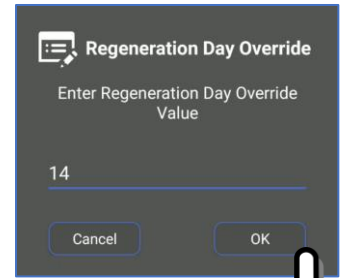 Regeneration Day Override
Enter Regeneration Day Override
Value
14
Cancel
OK